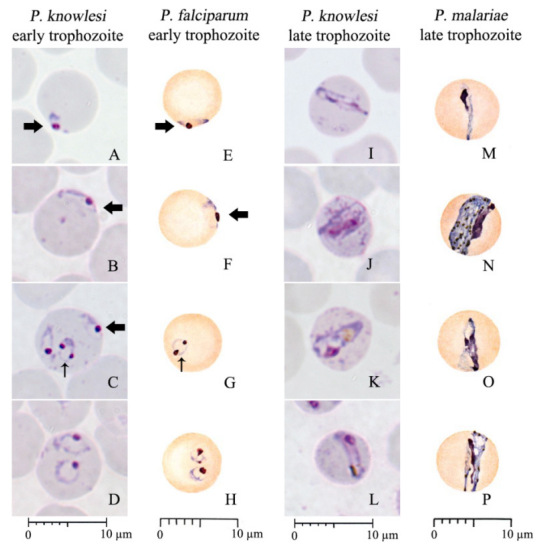 P. knowlesi P. falciparum P. knowlesi P. malariae
early trophozoite early trophozoite late trophozoite late trophozoite
A E I M
B F J N
C G K O
D H L P
0 10 µm 0 10 µm 0 10 µm 0 10 µm